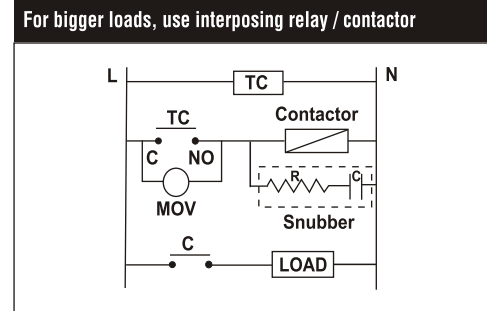 For bigger loads, use interposing relay / contactor
L TC N
TC Contactor
C NO
R C
MOV
Snubber
C
LOAD